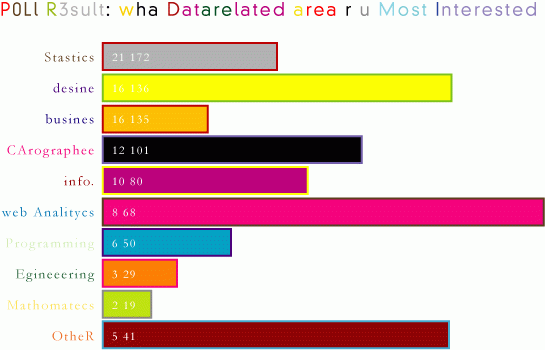 POLl R3sult: wha Datarelated area r u Most Interested
Stastics 21 172
desine 16 136
busines 16 135
CArographee 12 101
info. 10 80
web Analitycs 8 68
Programming 6 50
Egineeering 3 29
Mathomatees 2 19
OtheR 5 41